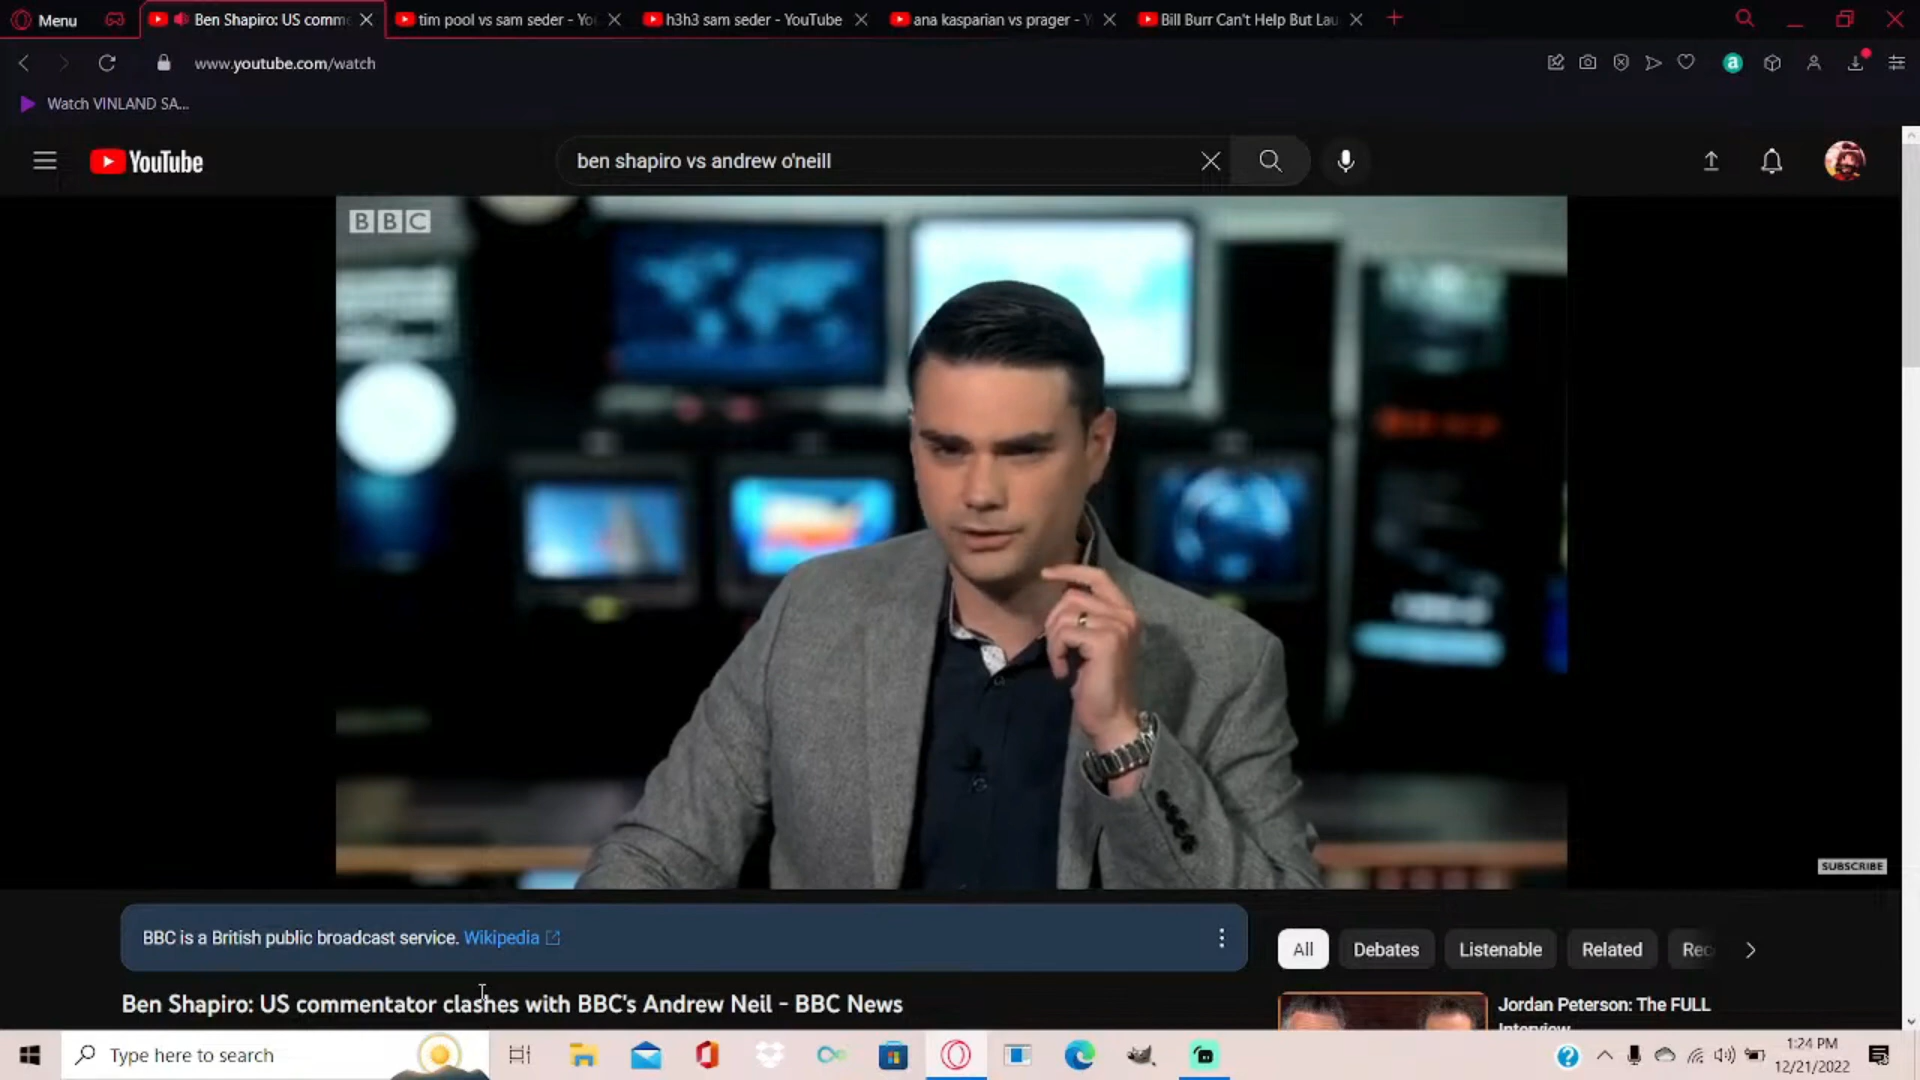 Menu
Ben Shapiro: US comm
tim pool vs sam seder - Yo
h3h3 sam seder - YouTube
ana kasparian vs prager - Y
Bill Burr Can't Help But Lau
www.youtube.com/watch
Watch VINLAND SA...
YouTube
ben shapiro vs andrew o'neill
BBC
SUBSCRIBE
BBC is a British public broadcast service. Wikipedia
All
Debates
Listenable
Related
Rec
Ben Shapiro: US commentator clashes with BBC's Andrew Neil - BBC News
Jordan Peterson: The FULL
Interview
Type here to search
1:24 PM
12/21/2022